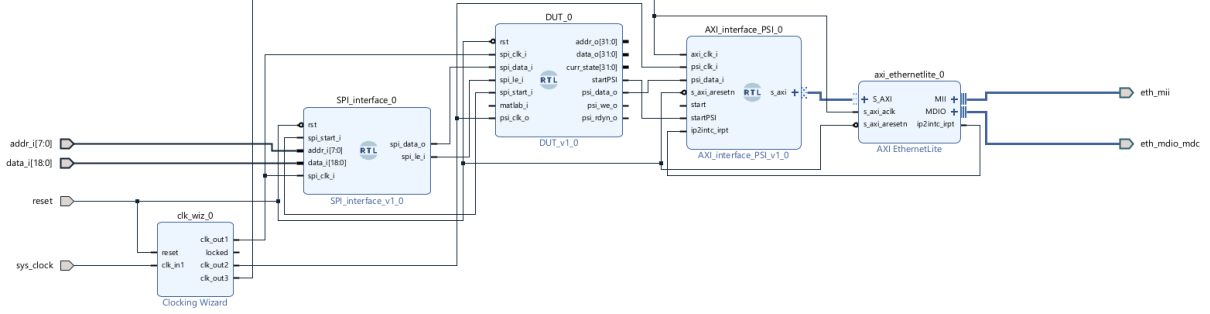 DUT_0
rst
spi_clk_i
spi_data_i
spi_le_i
spi_start_i
matlab_i
psi_clk_o
RTL
addr_o[31:0]
data_o[31:0]
curr_state[31:0]
startPSI
psi_data_o
psi_we_o
psi_rdyn_o
DUT_v1_0
AXI_interface_PSI_0
axi_clk_i
psi_clk_i
psi_data_i
s_axi_aresetn
start
startPSI
ip2intc_irpt
RTL
s_axi
AXI_interface_PSI_v1_0
axi_ethernetlite_0
S_AXI
s_axi_aclk
s_axi_aresetn
MII
MDIO
ip2intc_irpt
AXI EthernetLite
eth_mii
eth_mdio_mdc
SPI_interface_0
rst
spi_start_i
addr_i[7:0]
data_i[18:0]
spi_clk_i
RTL
spi_data_o
spi_le_i
SPI_interface_v1_0
addr_i[7:0]
data_i[18:0]
reset
sys_clock
clk_wiz_0
reset
clk_in1
clk_out1
locked
clk_out2
clk_out3
Clocking Wizard